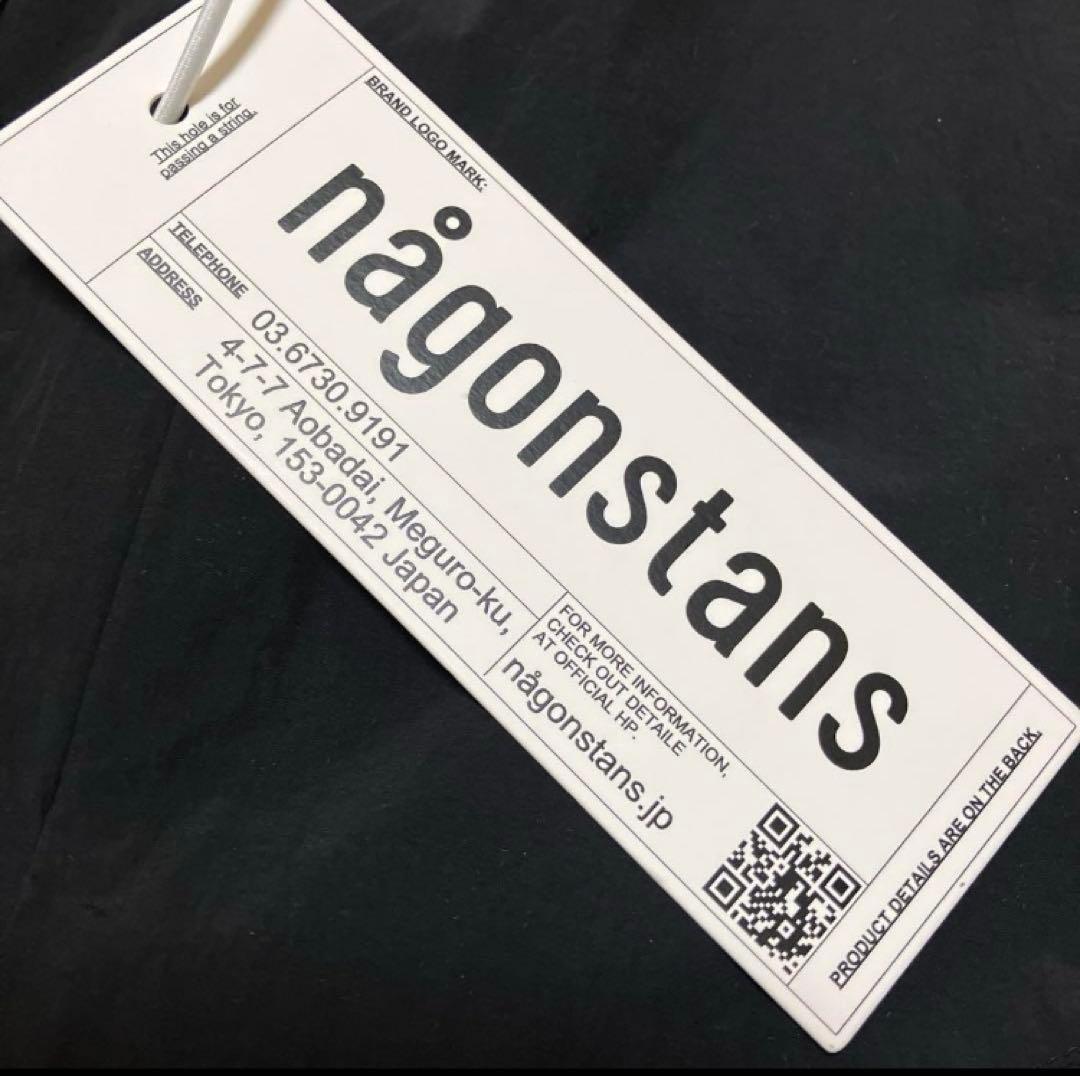 This hole is for
passing a string.
BRAND LOGO MARK:
någonstans
TELEPHONE
03.6730.9191
ADDRESS
4-7-7 Aobadai, Meguro-ku,
Tokyo, 153-0042 Japan
FOR MORE INFORMATION,
CHECK OUT DETAILE
AT OFFICIAL HP.
någonstans.jp
PRODUCT DETAILS ARE ON THE BACK.